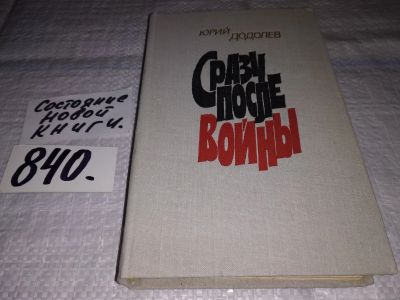 ЮРИЙ ДОДОЛЕВ
СРАЗУ
ПОСЛЕ
ВОЙНЫ
Состояние
новой
книги.
840.